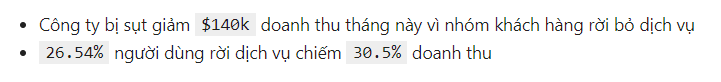 Công ty bị sụt giảm $140k doanh thu tháng này vì nhóm khách hàng rời bỏ dịch vụ
26.54% người dùng rời dịch vụ chiếm 30.5% doanh thu